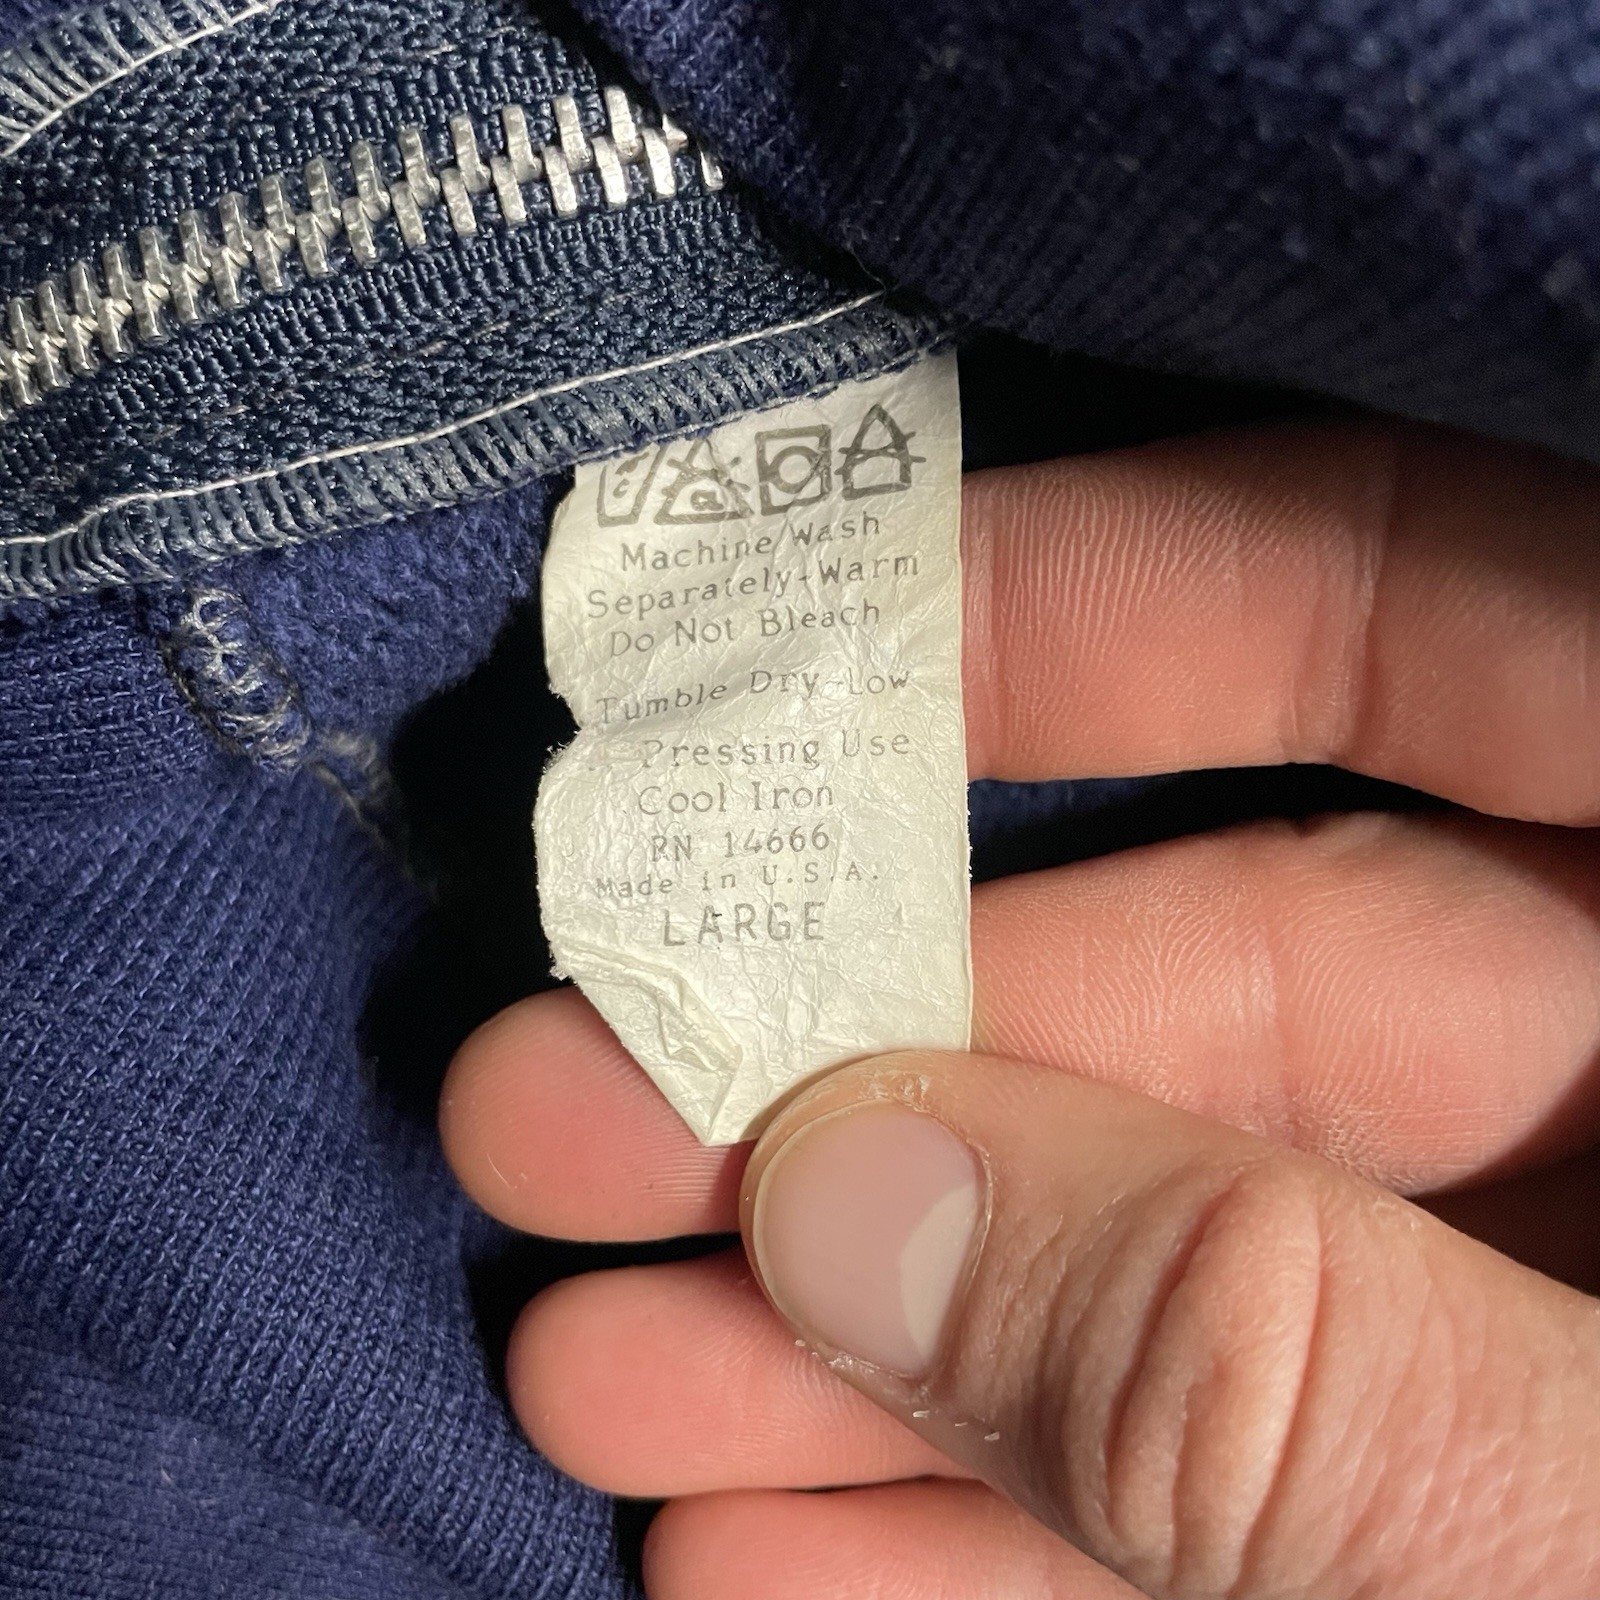 Machine Wash
Separately-Warm
Do Not Bleach
Tumble Dry-Low
Pressing Use
Cool Iron
RN 14666
Made in U.S.A.
LARGE